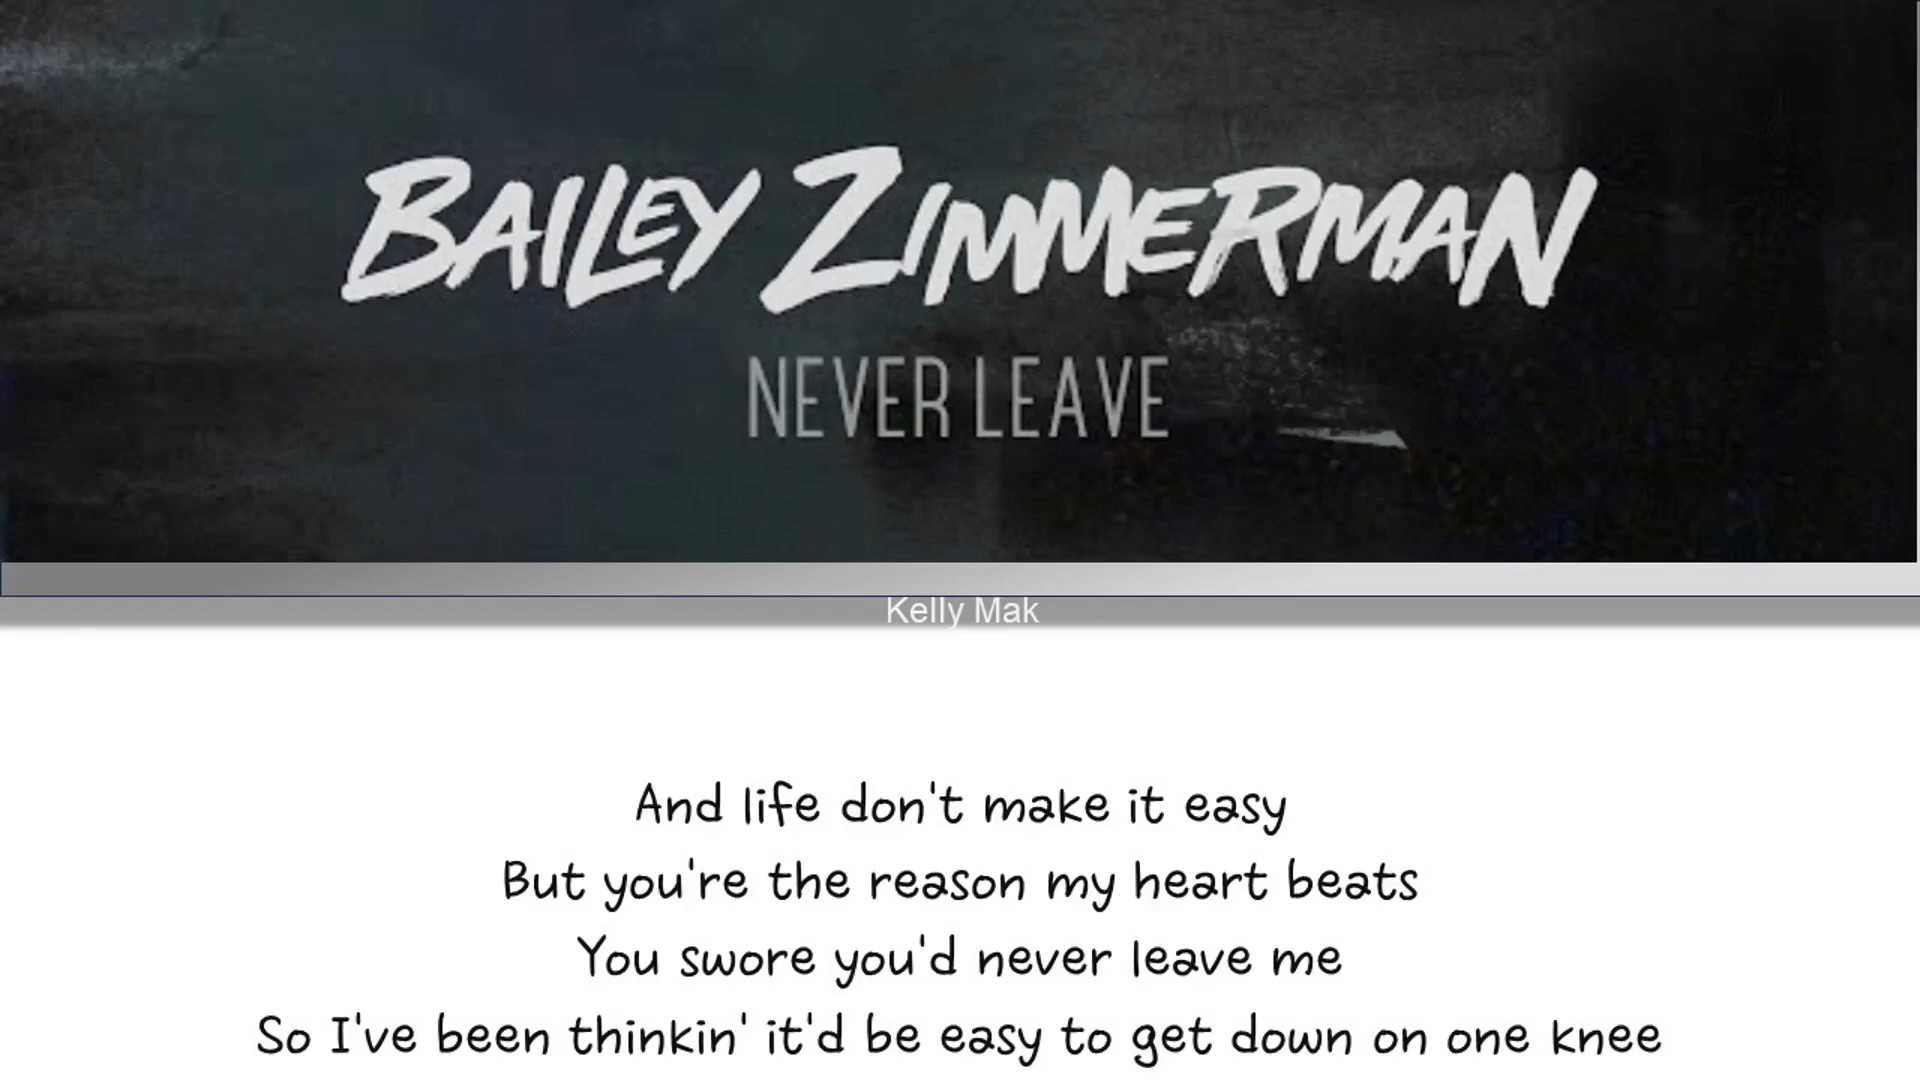 BAILEY ZIMMERMAN
NEVER LEAVE
Kelly Mak
And life don't make it easy
But you're the reason my heart beats
You swore you'd never leave me
So I've been thinkin' it'd be easy to get down on one knee